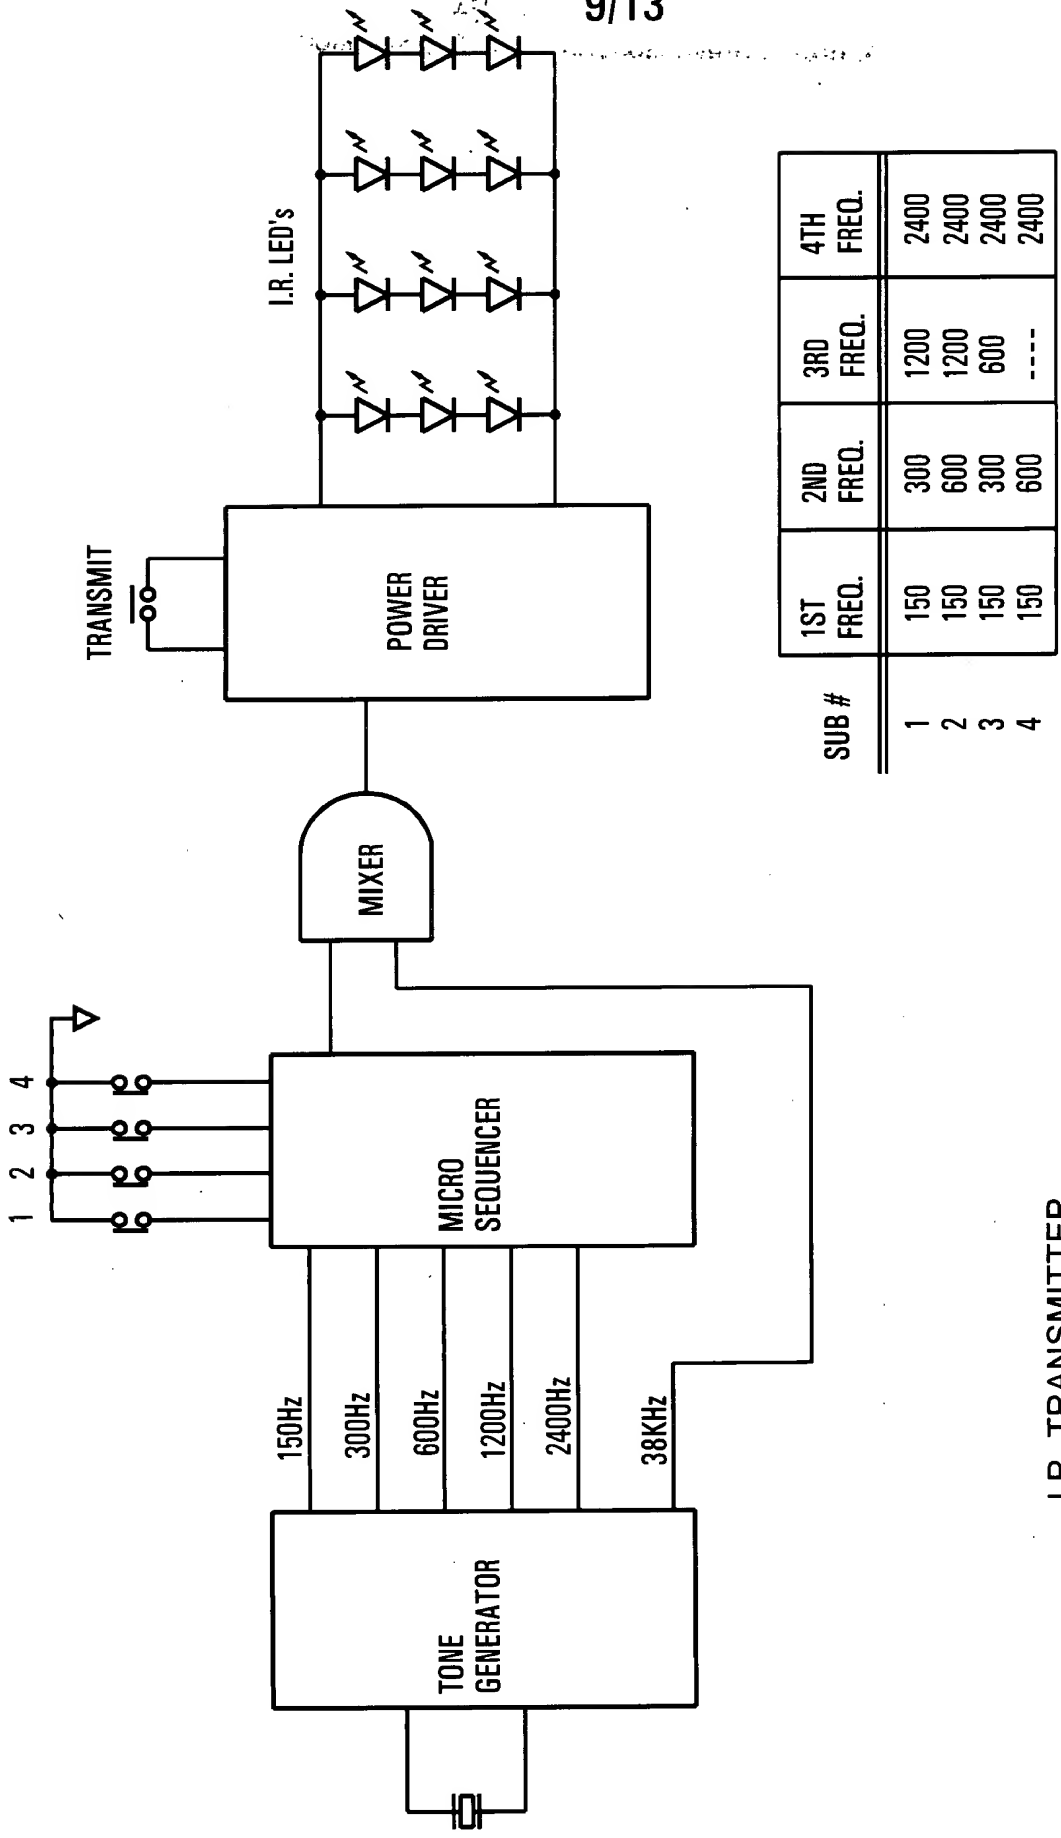 9/13
TRANSMIT
I.R. LED's
1 2 3 4
150Hz
300Hz
600Hz
1200Hz
2400Hz
38KHz
TONE
GENERATOR
MICRO
SEQUENCER
MIXER
POWER
DRIVER
SUB # 1ST FREQ. 2ND FREQ. 3RD FREQ. 4TH FREQ.
1 150 300 1200 2400
2 150 600 1200 2400
3 150 300 600 2400
4 150 600 ---- 2400
I.R. TRANSMITTER